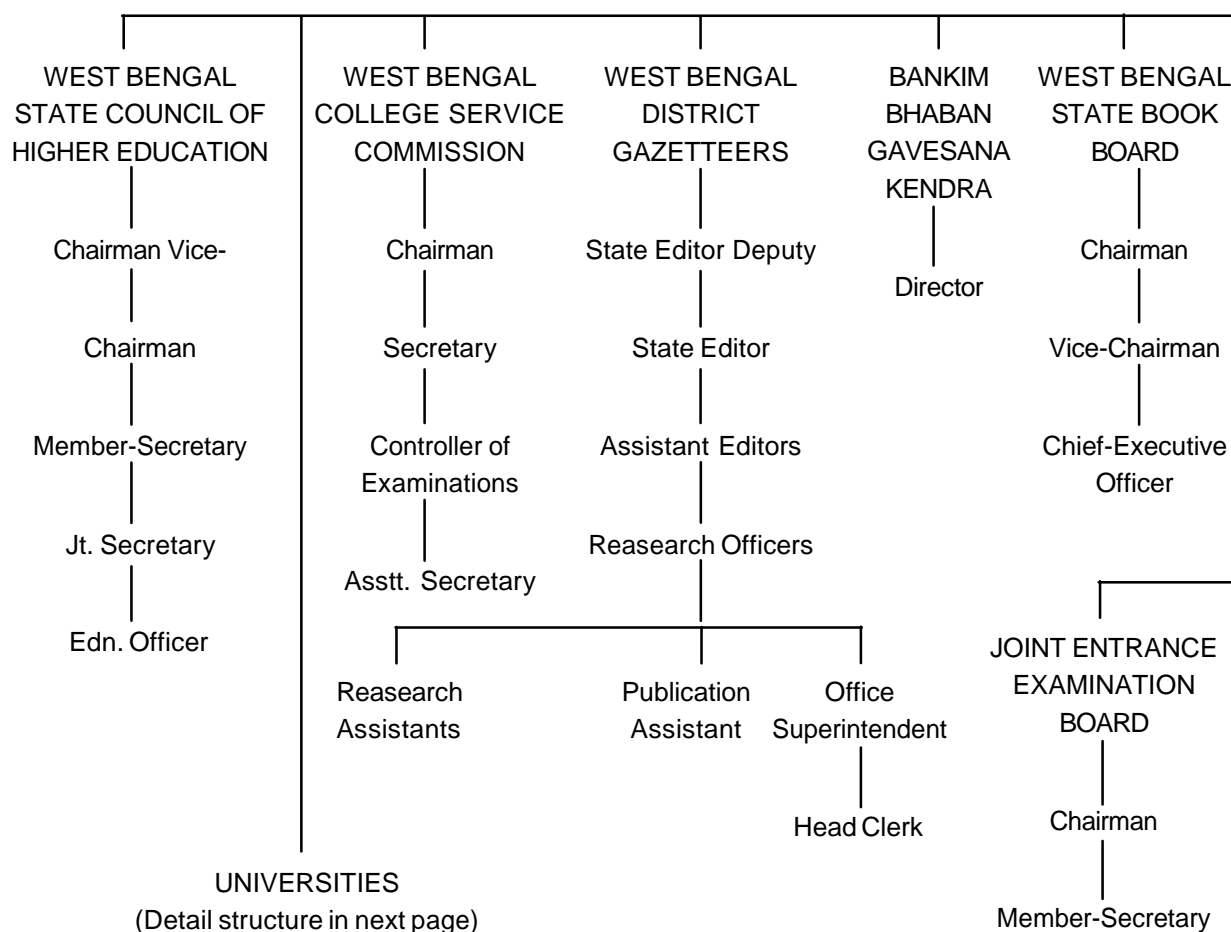 WEST BENGAL
STATE COUNCIL OF
HIGHER EDUCATION
Chairman Vice-
Chairman
Member-Secretary
Jt. Secretary
Edn. Officer
UNIVERSITIES
(Detail structure in next page)
WEST BENGAL
COLLEGE SERVICE
COMMISSION
Chairman
Secretary
Controller of
Examinations
Asstt. Secretary
WEST BENGAL
DISTRICT
GAZETTEERS
State Editor Deputy
State Editor
Assistant Editors
Reasearch Officers
Reasearch
Assistants
Publication
Assistant
Office
Superintendent
Head Clerk
BANKIM
BHABAN
GAVESANA
KENDRA
Director
WEST BENGAL
STATE BOOK
BOARD
Chairman
Vice-Chairman
Chief-Executive
Officer
JOINT ENTRANCE
EXAMINATION
BOARD
Chairman
Member-Secretary